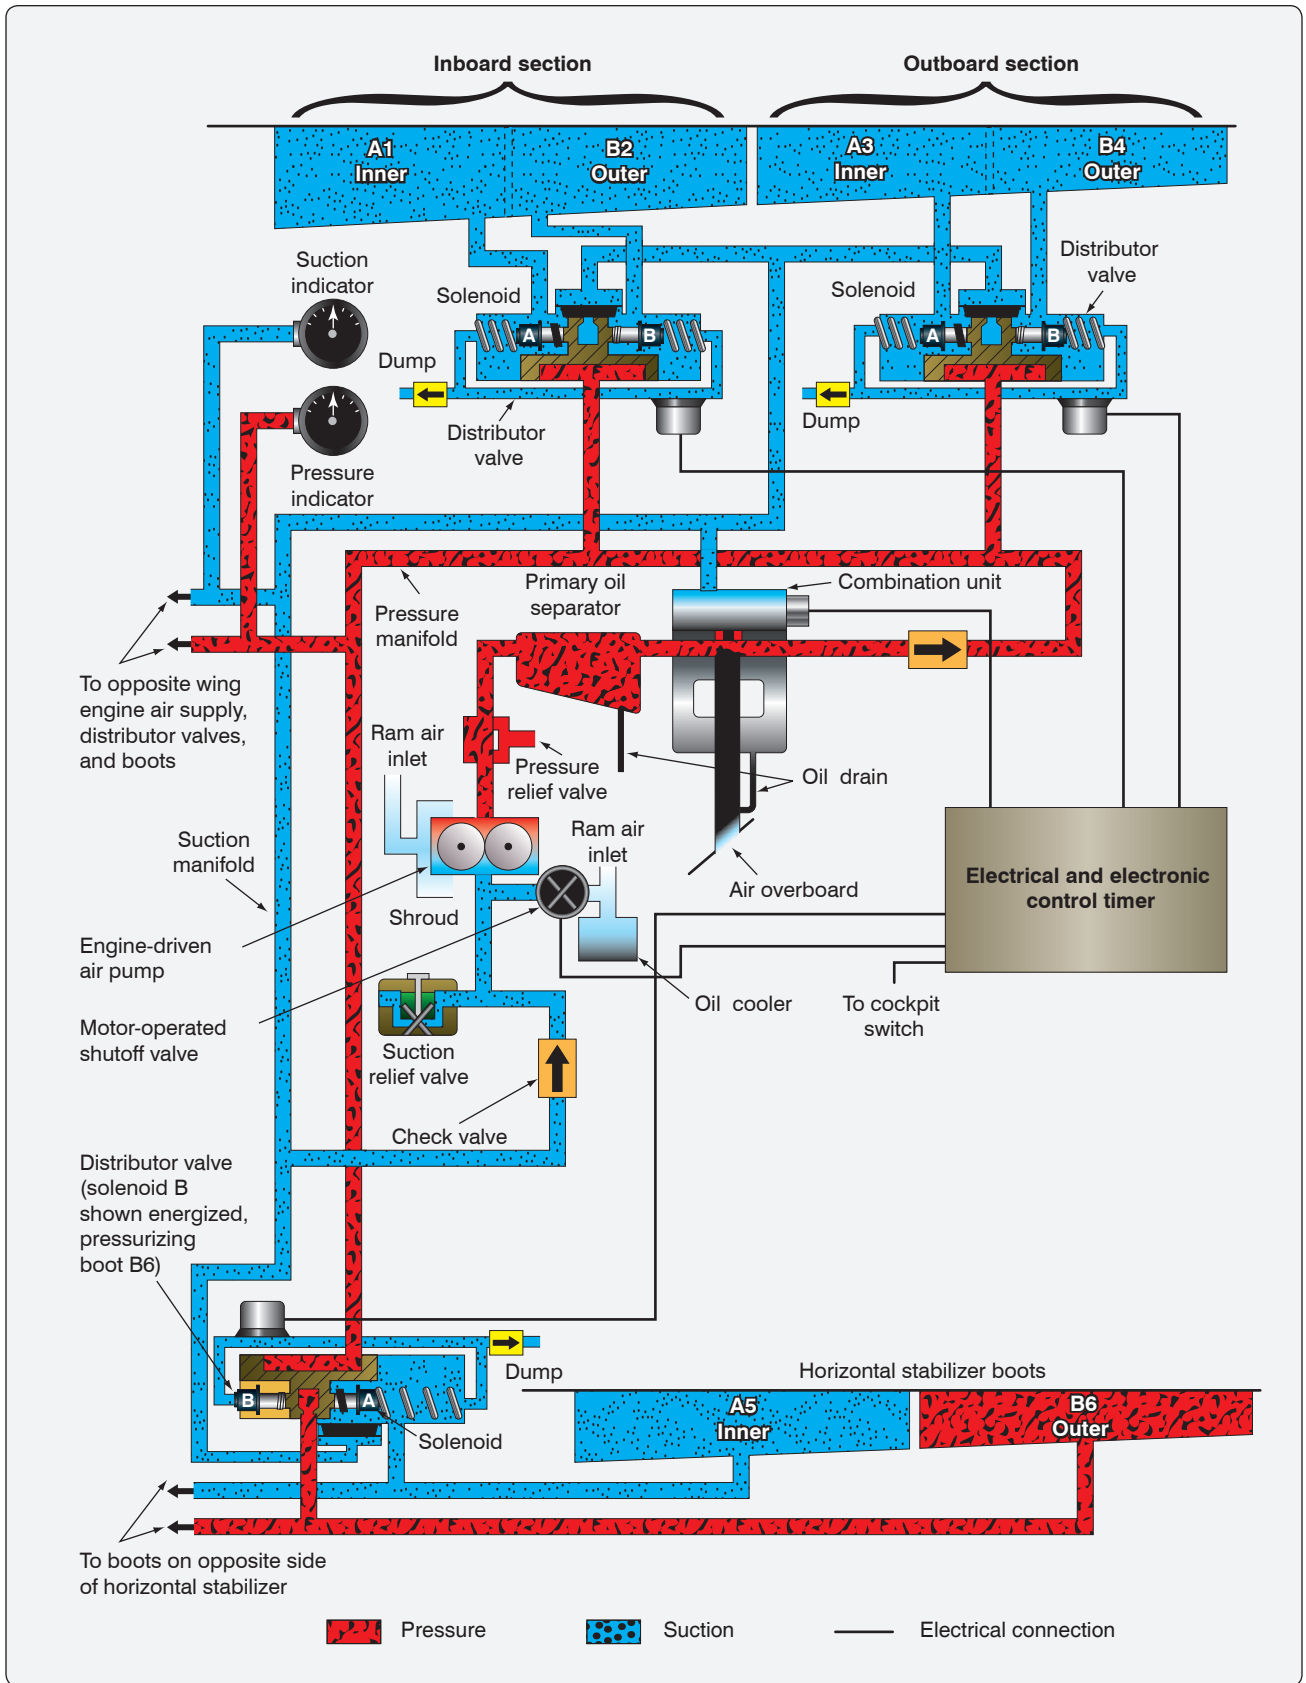 Inboard section
Outboard section
A1
Inner
B2
Outer
A3
Inner
B4
Outer
Suction
indicator
Solenoid
Solenoid
Distributor
valve
A
B
A
B
Dump
Dump
Distributor
valve
Pressure
indicator
Primary oil
separator
Combination unit
Pressure
manifold
To opposite wing
engine air supply,
distributor valves,
and boots
Ram air
inlet
Pressure
relief valve
Oil drain
Suction
manifold
Ram air
inlet
Air overboard
Electrical and electronic
control timer
Shroud
Engine-driven
air pump
Oil cooler
To cockpit
switch
Motor-operated
shutoff valve
Suction
relief valve
Check valve
Distributor valve
(solenoid B
shown energized,
pressurizing
boot B6)
Dump
Horizontal stabilizer boots
B
A
A5
Inner
B6
Outer
Solenoid
To boots on opposite side
of horizontal stabilizer
Pressure
Suction
Electrical connection